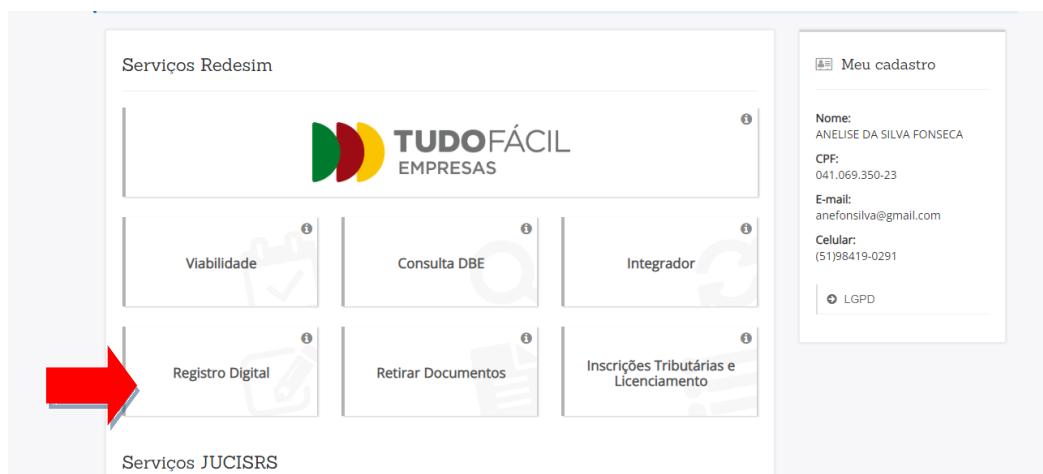 Serviços Redesim
TUDOFÁCIL
EMPRESAS
Viabilidade
Consulta DBE
Integrador
Registro Digital
Retirar Documentos
Inscrições Tributárias e
Licenciamento
Serviços JUCISRS
Meu cadastro
Nome:
ANELISE DA SILVA FONSECA
CPF:
041.069.350-23
E-mail:
anefonsilva@gmail.com
Celular:
(51)98419-0291
LGPD